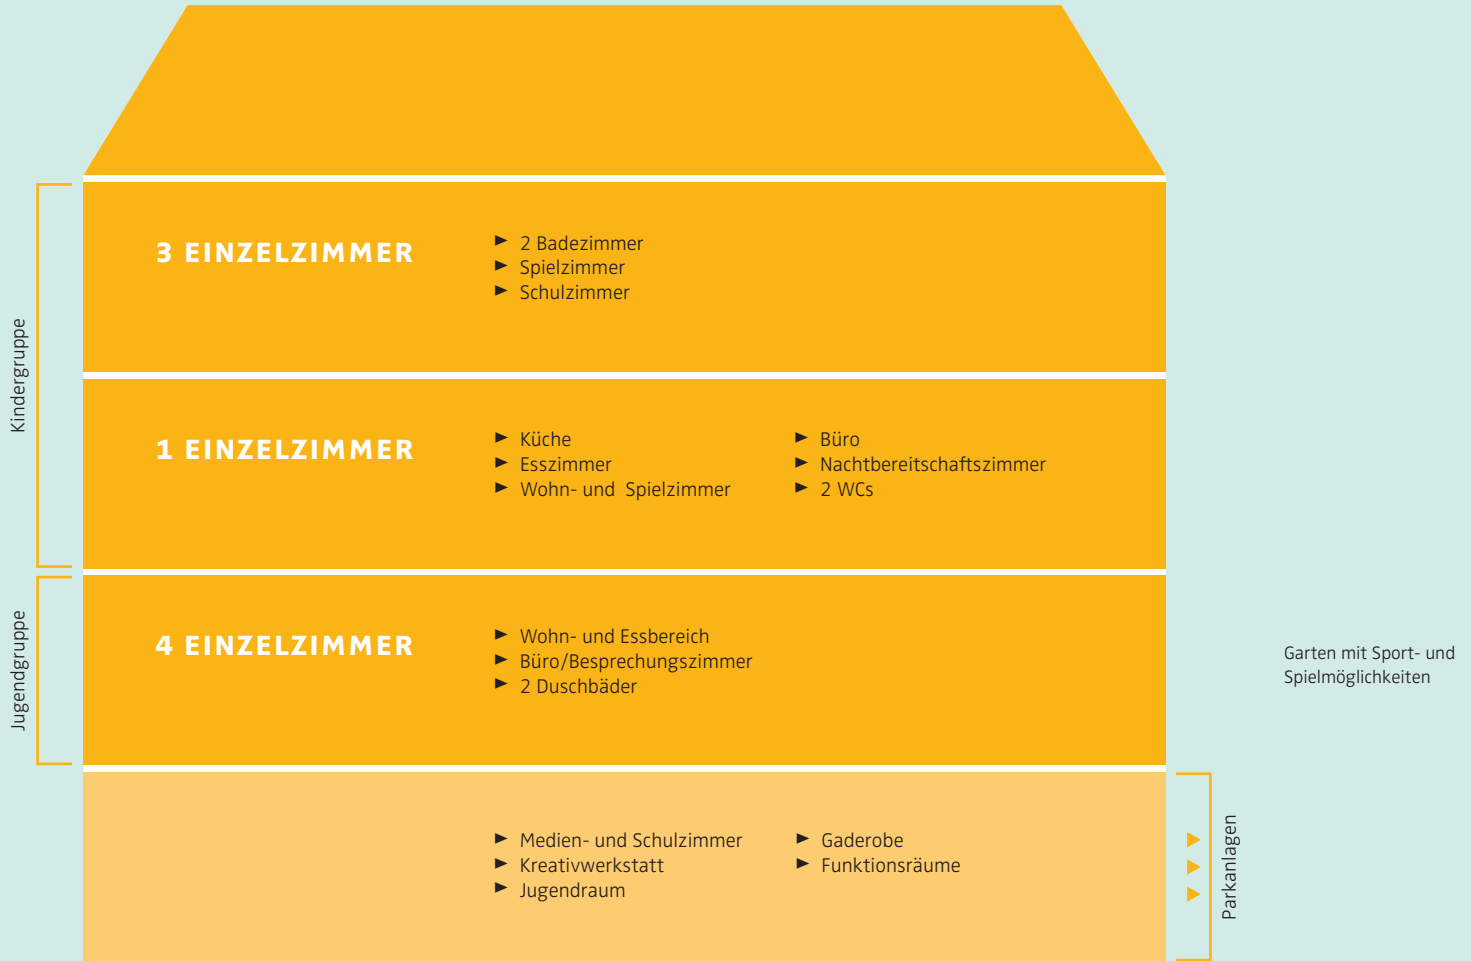 Kindergruppe
3 EINZELZIMMER
► 2 Badezimmer
► Spielzimmer
► Schulzimmer
1 EINZELZIMMER
► Küche
► Esszimmer
► Wohn- und Spielzimmer
► Büro
► Nachtbereitschaftszimmer
► 2 WCs
Jugendgruppe
4 EINZELZIMMER
► Wohn- und Essbereich
► Büro/Besprechungszimmer
► 2 Duschbäder
Garten mit Sport- und
Spielmöglichkeiten
► Medien- und Schulzimmer
► Kreativwerkstatt
► Jugendraum
► Gaderobe
► Funktionsräume
Parkanlagen